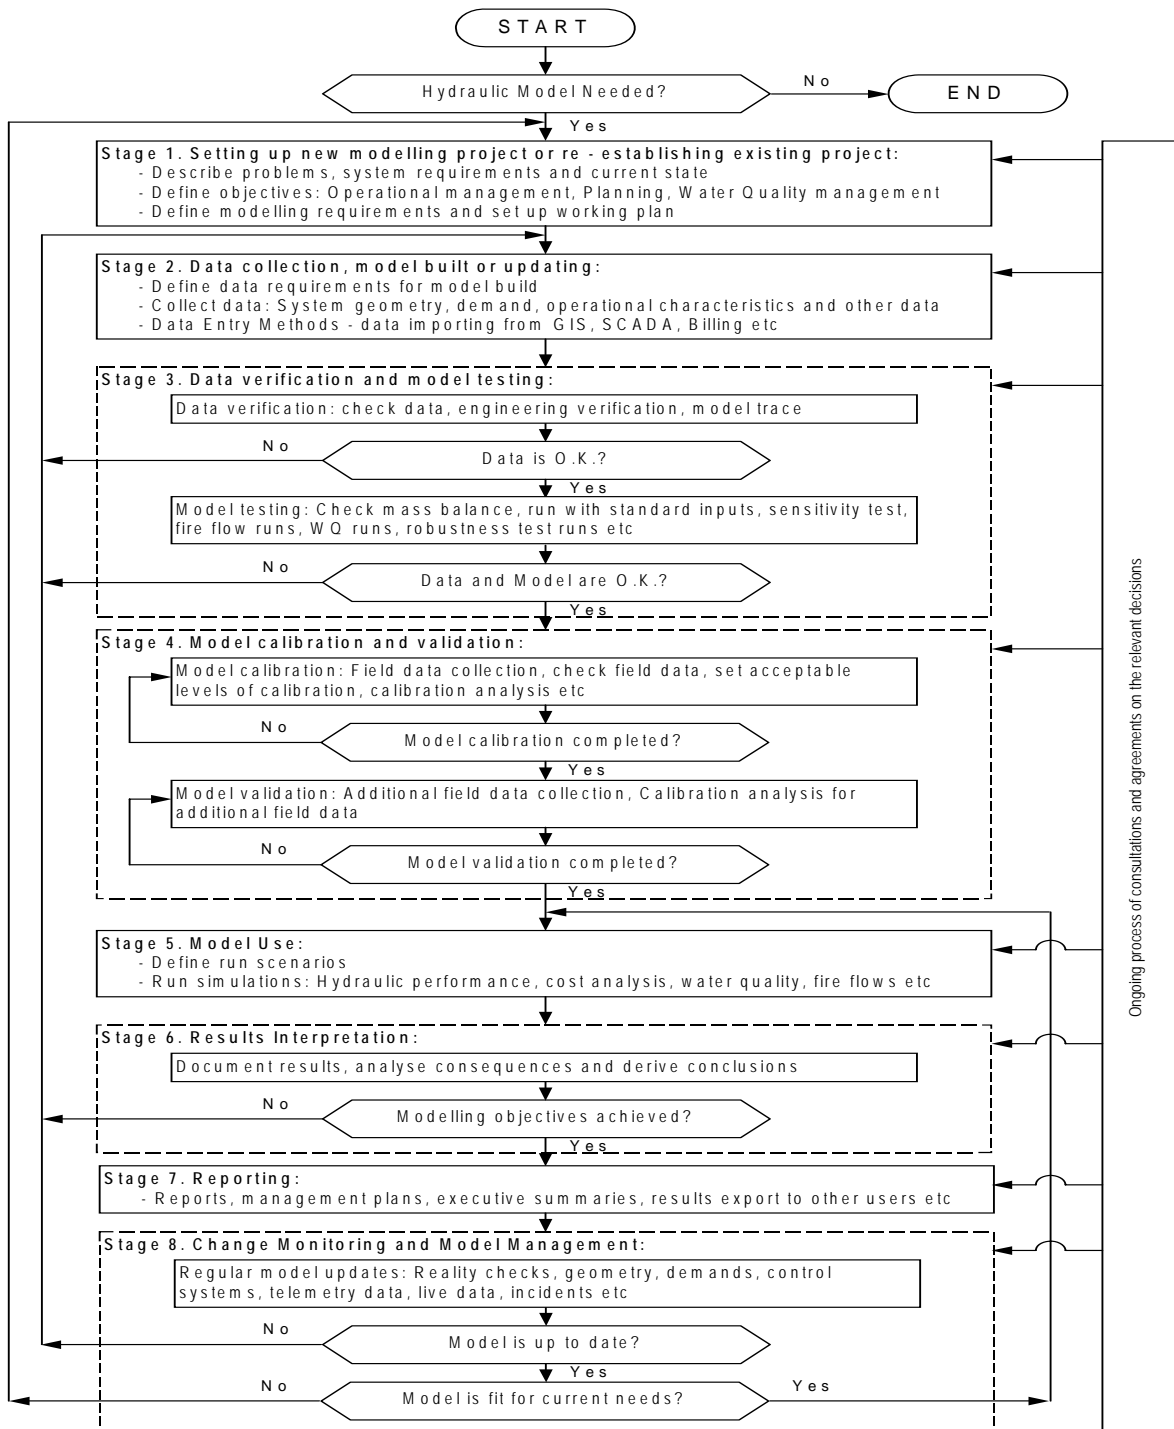 START
Hydraulic Model Needed?
No
END
Yes
Stage 1. Setting up new modelling project or re - establishing existing project:
- Describe problems, system requirements and current state
- Define objectives: Operational management, Planning, Water Quality management
- Define modelling requirements and set up working plan
Stage 2. Data collection, model built or updating:
- Define data requirements for model build
- Collect data: System geometry, demand, operational characteristics and other data
- Data Entry Methods - data importing from GIS, SCADA, Billing etc
Stage 3. Data verification and model testing:
Data verification: check data, engineering verification, model trace
No
Data is O.K.?
Yes
Model testing: Check mass balance, run with standard inputs, sensitivity test,
fire flow runs, WQ runs, robustness test runs etc
No
Data and Model are O.K.?
Yes
Stage 4. Model calibration and validation:
Model calibration: Field data collection, check field data, set acceptable
levels of calibration, calibration analysis etc
No
Model calibration completed?
Yes
Model validation: Additional field data collection, Calibration analysis for
additional field data
No
Model validation completed?
Yes
Stage 5. Model Use:
- Define run scenarios
- Run simulations: Hydraulic performance, cost analysis, water quality, fire flows etc
Stage 6. Results Interpretation:
Document results, analyse consequences and derive conclusions
No
Modelling objectives achieved?
Yes
Stage 7. Reporting:
- Reports, management plans, executive summaries, results export to other users etc
Stage 8. Change Monitoring and Model Management:
Regular model updates: Reality checks, geometry, demands, control
systems, telemetry data, live data, incidents etc
No
Model is up to date?
Yes
No
Model is fit for current needs?
Yes
Ongoing process of consultations and agreements on the relevant decisions